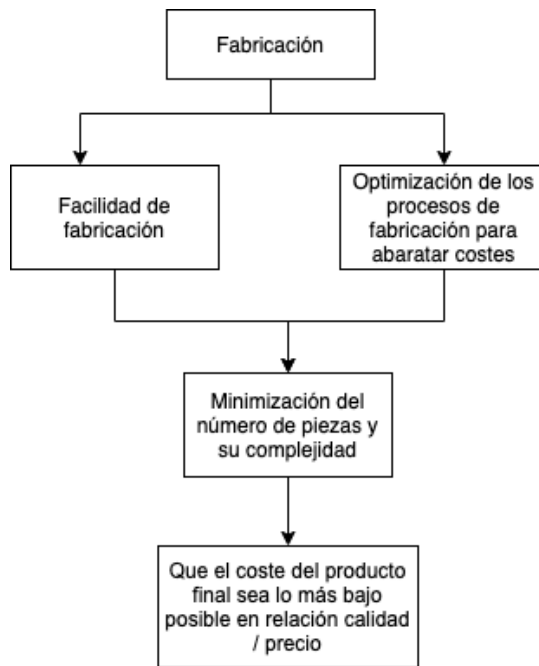 Fabricación
Facilidad de
fabricación
Optimización de los
procesos de
fabricación para
abaratar costes
Minimización del
número de piezas y
su complejidad
Que el coste del producto
final sea lo más bajo
posible en relación calidad
/ precio